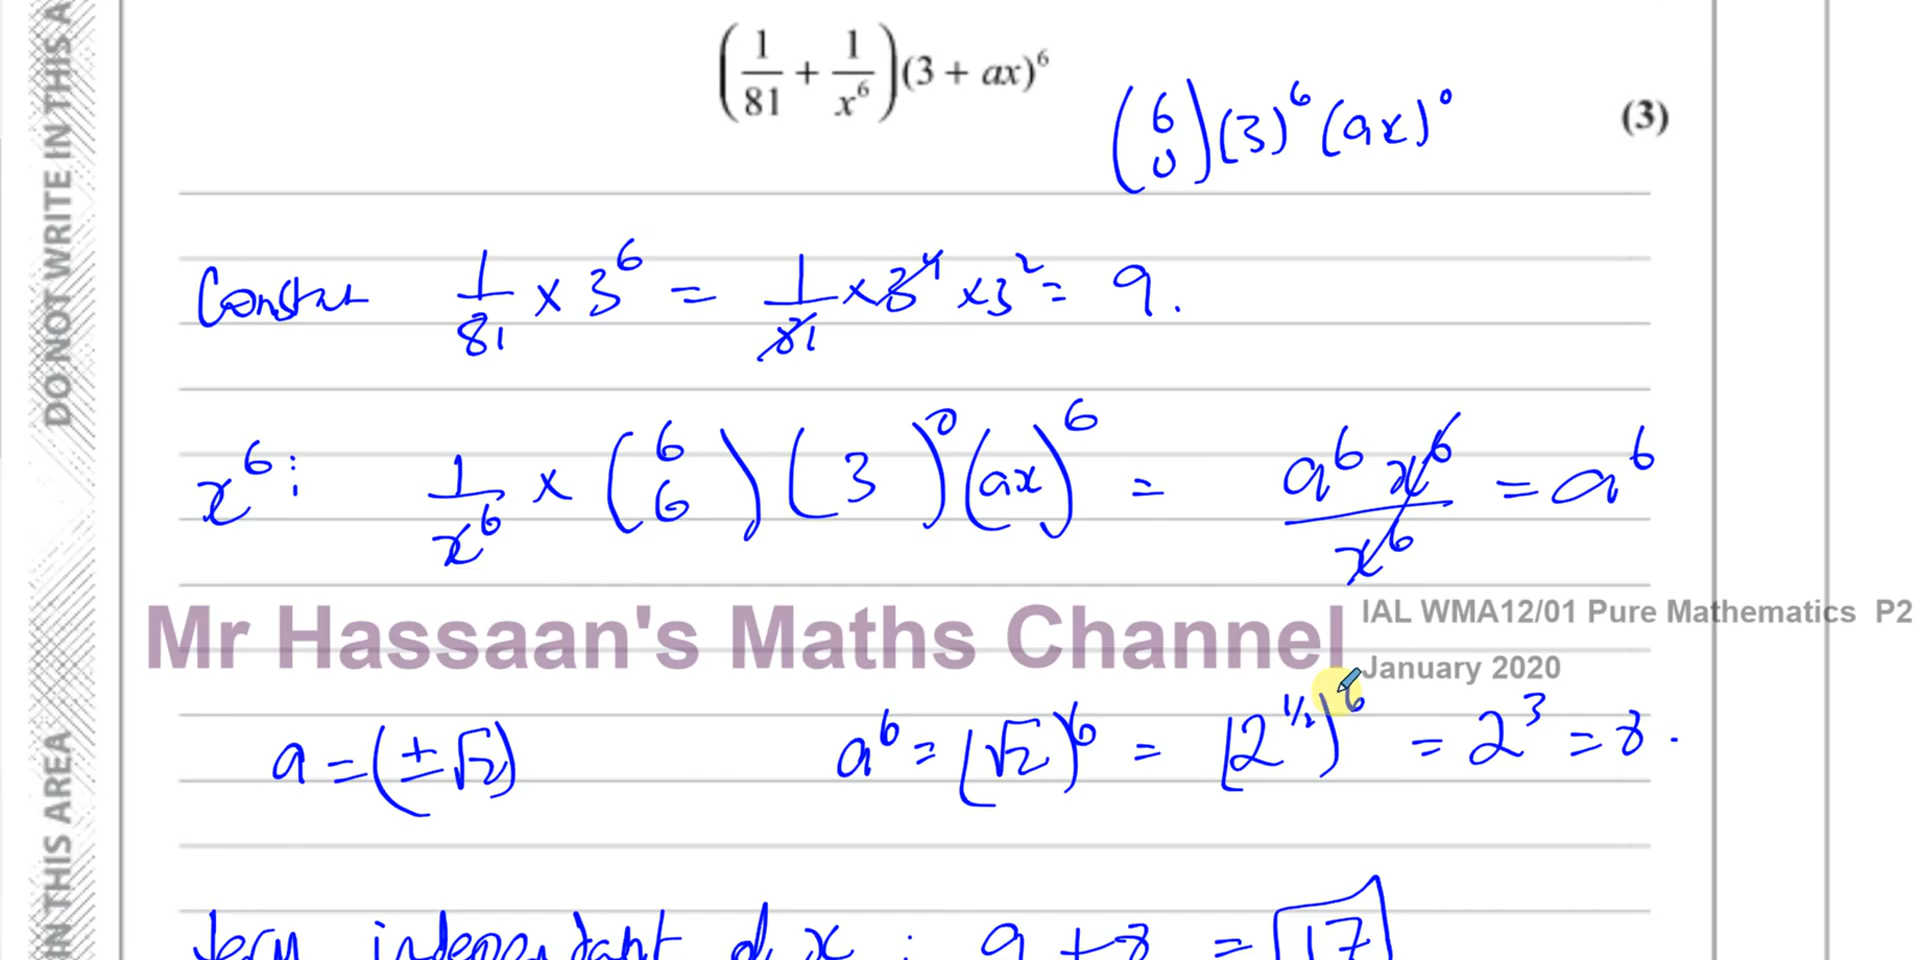 (1/81 + 1/x⁶)(3 + ax)⁶
(6 0)(3)⁶(ax)⁰ (3)
1/81 × 3⁶ = 1/81 × 3⁴ × 3² = 9.
x⁶: 1/x⁶ × (6 6)(3)⁰(ax)⁶ = a⁶x⁶/x⁶ = a⁶
Mr Hassaan's Maths Channel
IAL WMA12/01 Pure Mathematics P2
January 2020
a = (±√2) a⁶ = (√2)⁶ = (2^1/2)⁶ = 2³ = 8.
term independant of x: 9 + 8 = 17
DO NOT WRITE IN THIS A
IN THIS AREA